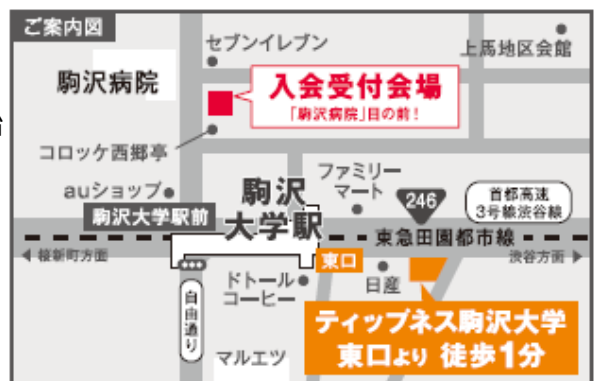 ご案内図
セブンイレブン
上馬地区会館
駒沢病院
入会受付会場
「駒沢病院」目の前！
コロッケ西郷亭
auショップ
ファミリー
マート
246
首都高速
3号線渋谷線
駒沢
大学駅
駒沢大学駅前
東急田園都市線
桜新町方面
渋谷方面
東口
日産
ドトール
コーヒー
自由通り
マルエツ
ティップネス駒沢大学
東口より 徒歩1分